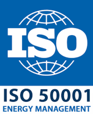 ISO
ISO 50001
ENERGY MANAGEMENT